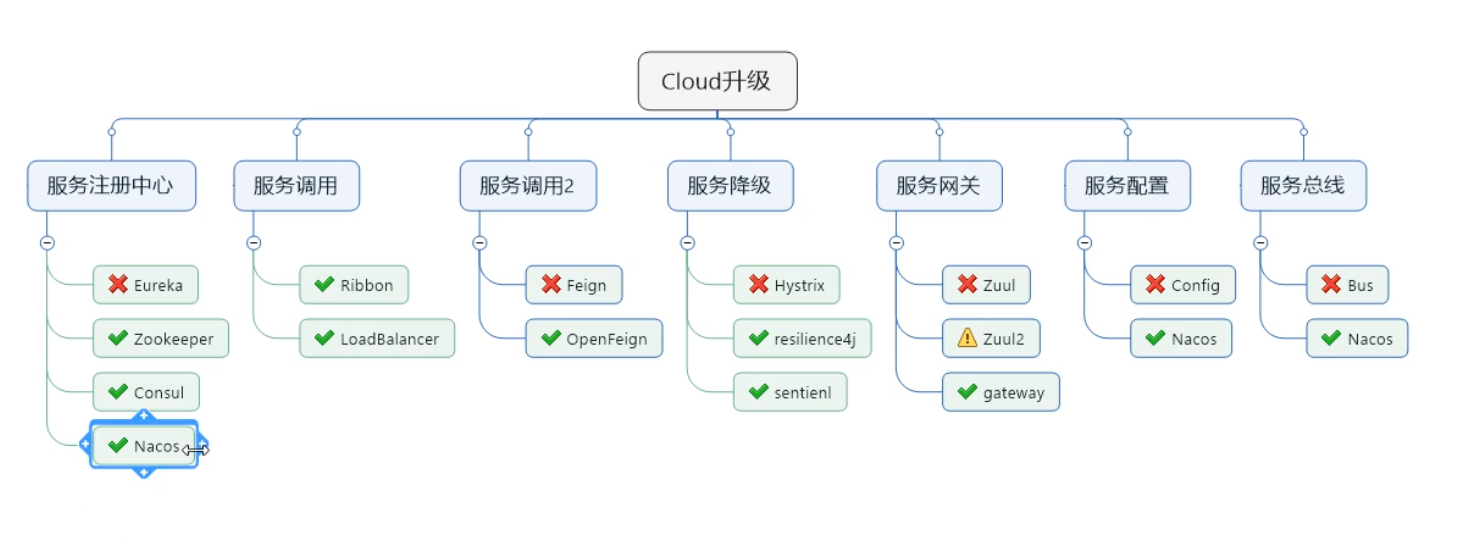 Cloud升级
服务注册中心
服务调用
服务调用2
服务降级
服务网关
服务配置
服务总线
Eureka
Ribbon
Feign
Hystrix
Zuul
Config
Bus
Zookeeper
LoadBalancer
OpenFeign
resilience4j
Zuul2
Nacos
Nacos
Consul
sentienl
gateway
Nacos